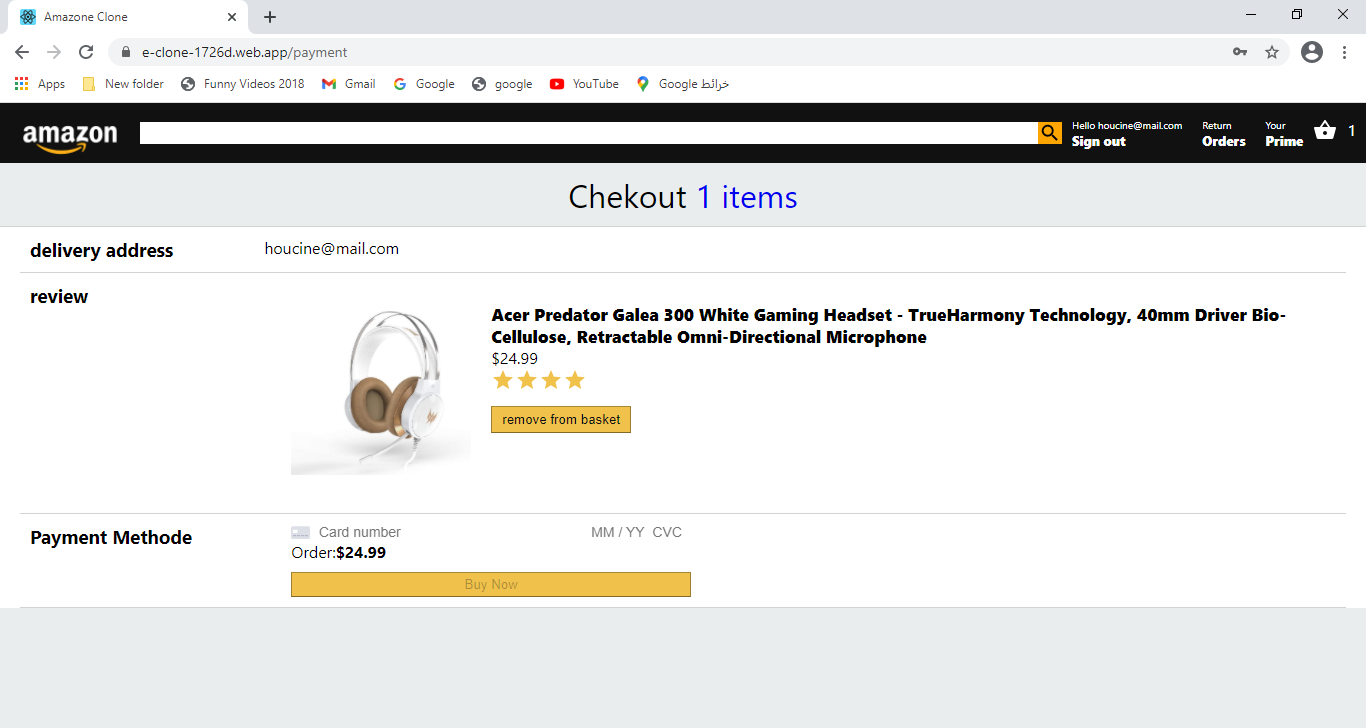 Amazone Clone
e-clone-1726d.web.app/payment
Apps New folder Funny Videos 2018 Gmail Google google YouTube خرائط Google
amazon
Hello houcine@mail.com
Sign out
Return
Orders
Your
Prime
1
Chekout 1 items
delivery address houcine@mail.com
review
Acer Predator Galea 300 White Gaming Headset - TrueHarmony Technology, 40mm Driver Bio-
Cellulose, Retractable Omni-Directional Microphone
$24.99
remove from basket
Payment Methode
Card number MM / YY CVC
Order:$24.99
Buy Now